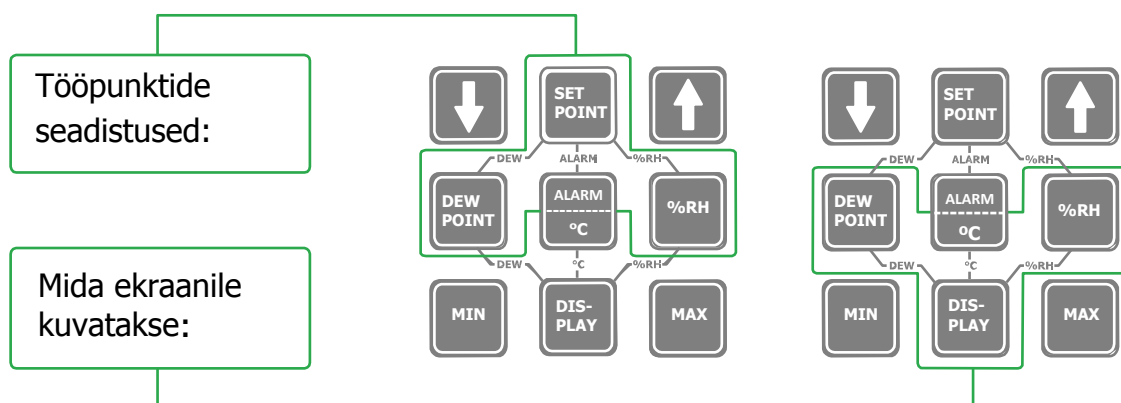 Tööpunktide
seadistused:
SET
POINT
DEW
ALARM
%RH
DEW
POINT
ALARM
ºC
%RH
DEW
ºC
%RH
MIN
DIS-
PLAY
MAX
SET
POINT
DEW
ALARM
%RH
DEW
POINT
ALARM
ºC
%RH
DEW
ºC
%RH
MIN
DIS-
PLAY
MAX
Mida ekraanile
kuvatakse: